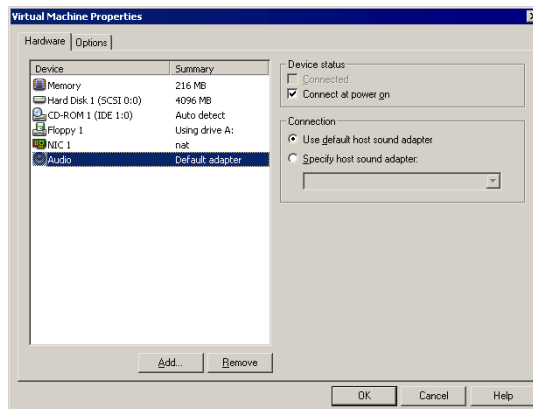 Virtual Machine Properties
Hardware
Options
Device Summary
Memory 216 MB
Hard Disk 1 (SCSI 0:0) 4096 MB
CD-ROM 1 (IDE 1:0) Auto detect
Floppy 1 Using drive A:
NIC 1 nat
Audio Default adapter
Add...
Remove
Device status
Connected
Connect at power on
Connection
Use default host sound adapter
Specify host sound adapter:
OK
Cancel
Help